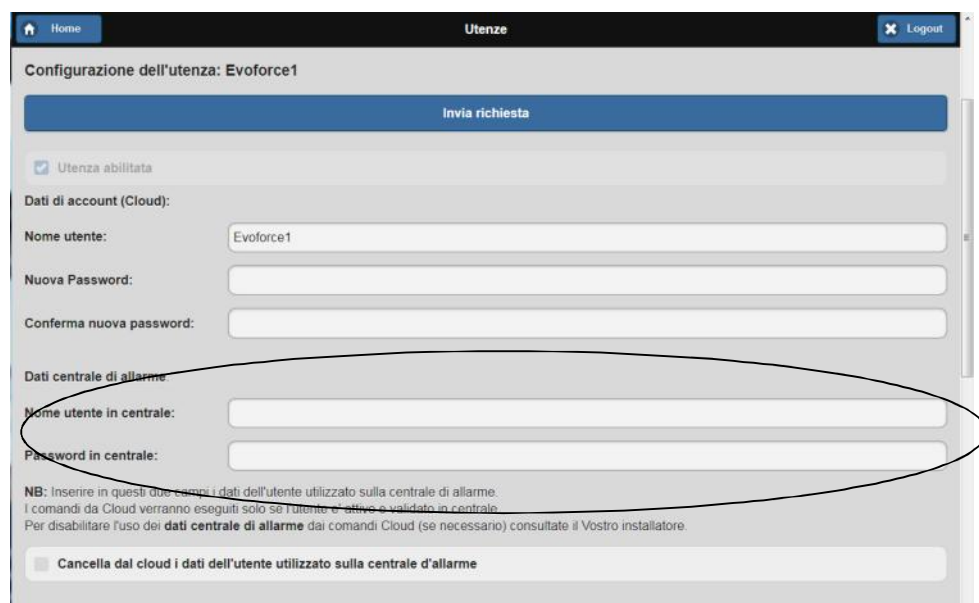 Home
Utenze
Logout
Configurazione dell'utenza: Evoforce1
Invia richiesta
Utenza abilitata
Dati di account (Cloud):
Nome utente: Evoforce1
Nuova Password:
Conferma nuova password:
Dati centrale di allarme:
Nome utente in centrale:
Password in centrale:
NB: Inserire in questi due campi i dati dell'utente utilizzato sulla centrale di allarme.
I comandi da Cloud verranno eseguiti solo se l'utente e' attivo e validato in centrale.
Per disabilitare l'uso dei dati centrale di allarme dai comandi Cloud (se necessario) consultate il Vostro installatore.
Cancella dal cloud i dati dell'utente utilizzato sulla centrale d'allarme